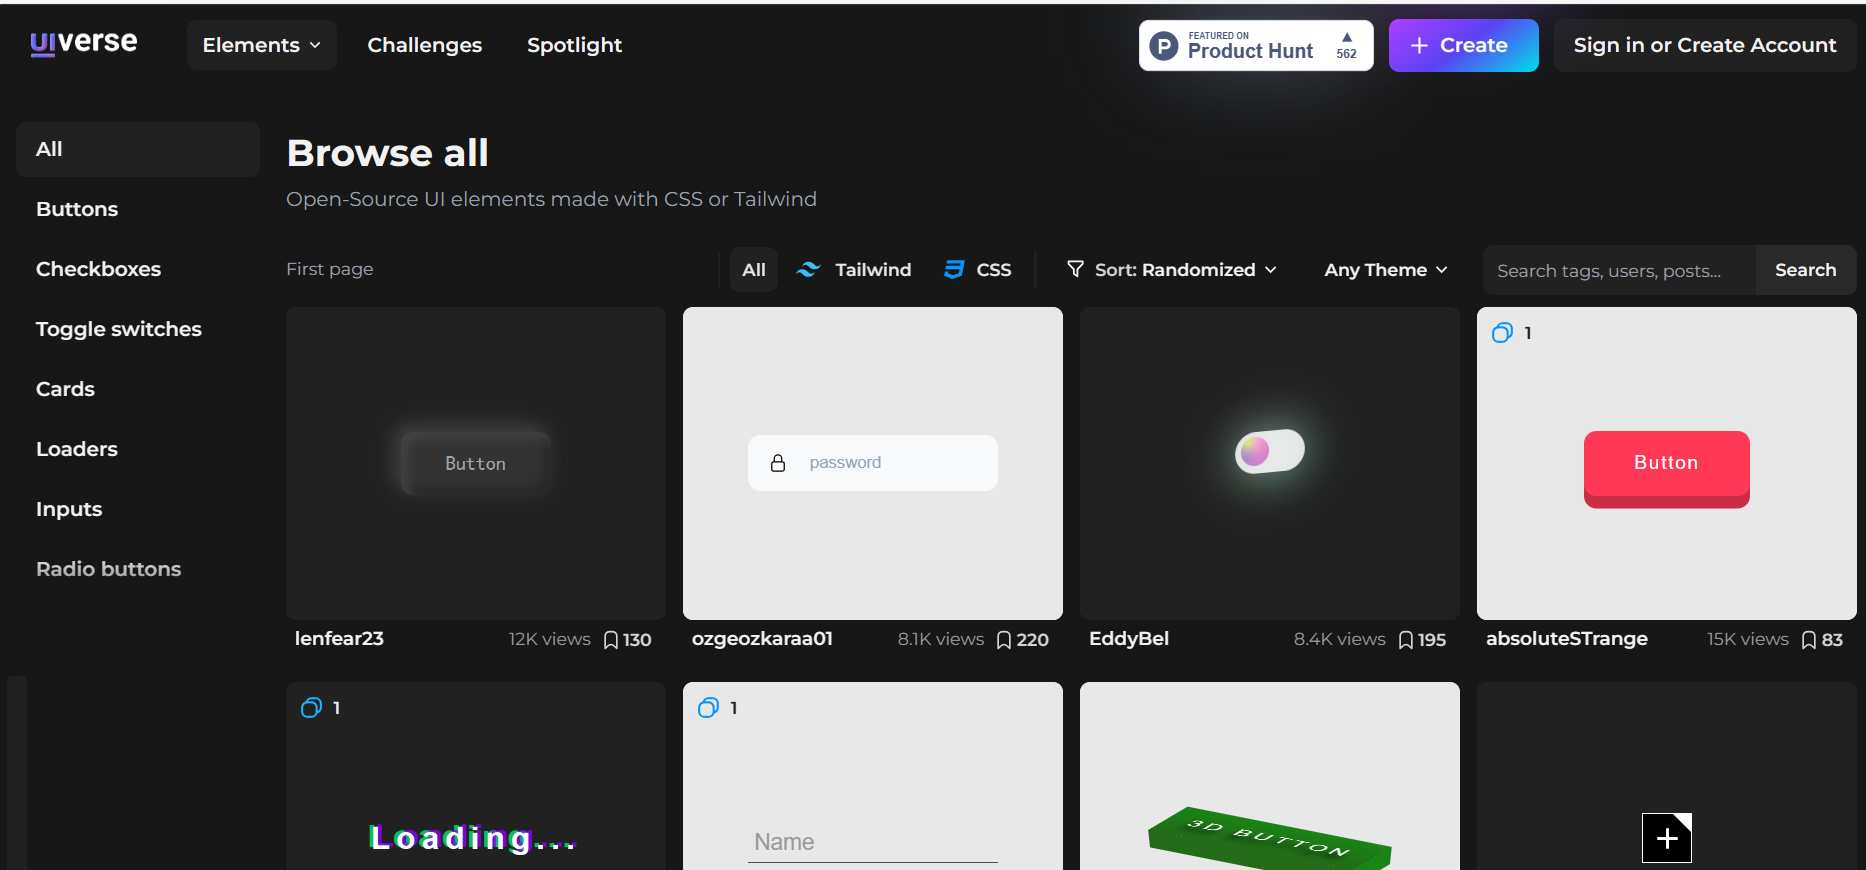 uiverse
Elements
Challenges
Spotlight
FEATURED ON
Product Hunt
562
+ Create
Sign in or Create Account
All
Buttons
Checkboxes
Toggle switches
Cards
Loaders
Inputs
Radio buttons
Browse all
Open-Source UI elements made with CSS or Tailwind
First page
All
Tailwind
CSS
Sort: Randomized
Any Theme
Search tags, users, posts...
Search
Button
password
1
Button
lenfear23 12K views 130
ozgeozkaraa01 8.1K views 220
EddyBel 8.4K views 195
absoluteSTrange 15K views 83
1
Loading...
1
Name
3D BUTTON
+